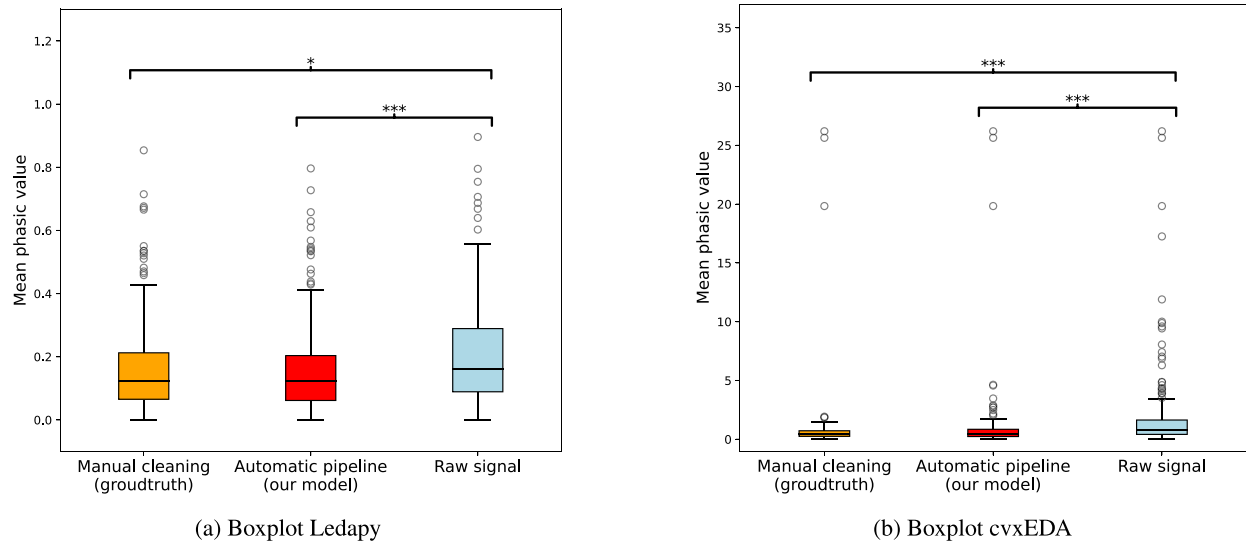 1.2
1.0
0.8
0.6
0.4
0.2
0.0
Mean phasic value
*
***
Manual cleaning
(groudtruth)
Automatic pipeline
(our model)
Raw signal
(a) Boxplot Ledapy
35
30
25
20
15
10
5
0
Mean phasic value
***
***
Manual cleaning
(groudtruth)
Automatic pipeline
(our model)
Raw signal
(b) Boxplot cvxEDA